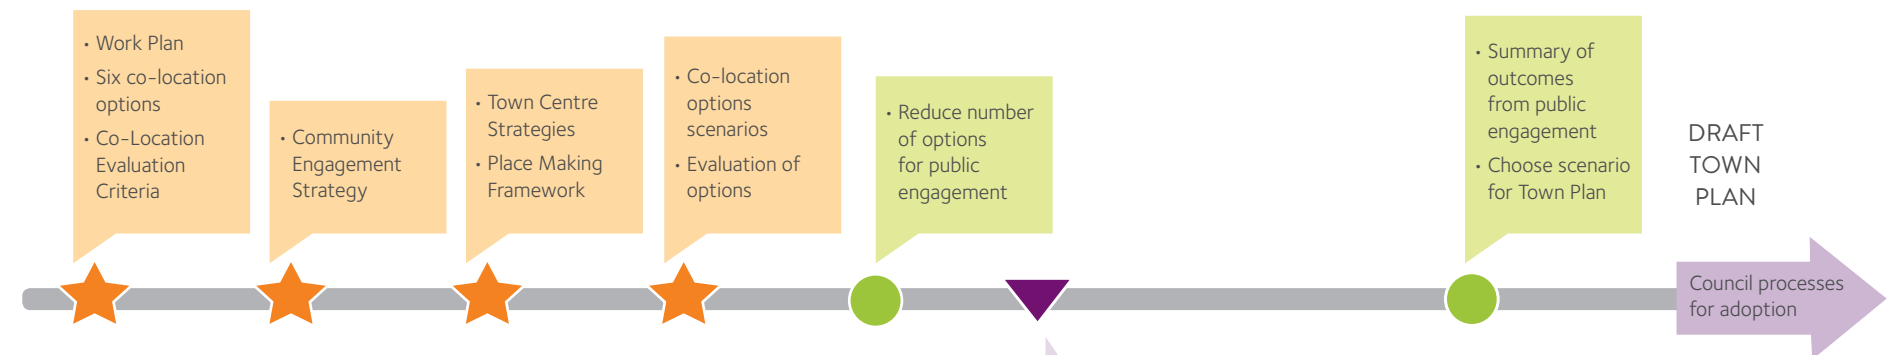 • Work Plan
• Six co-location
options
• Co-Location
Evaluation
Criteria
• Community
Engagement
Strategy
• Town Centre
Strategies
• Place Making
Framework
• Co-location
options
scenarios
• Evaluation of
options
• Reduce number
of options
for public
engagement
• Summary of
outcomes
from public
engagement
• Choose scenario
for Town Plan
DRAFT
TOWN
PLAN
Council processes
for adoption